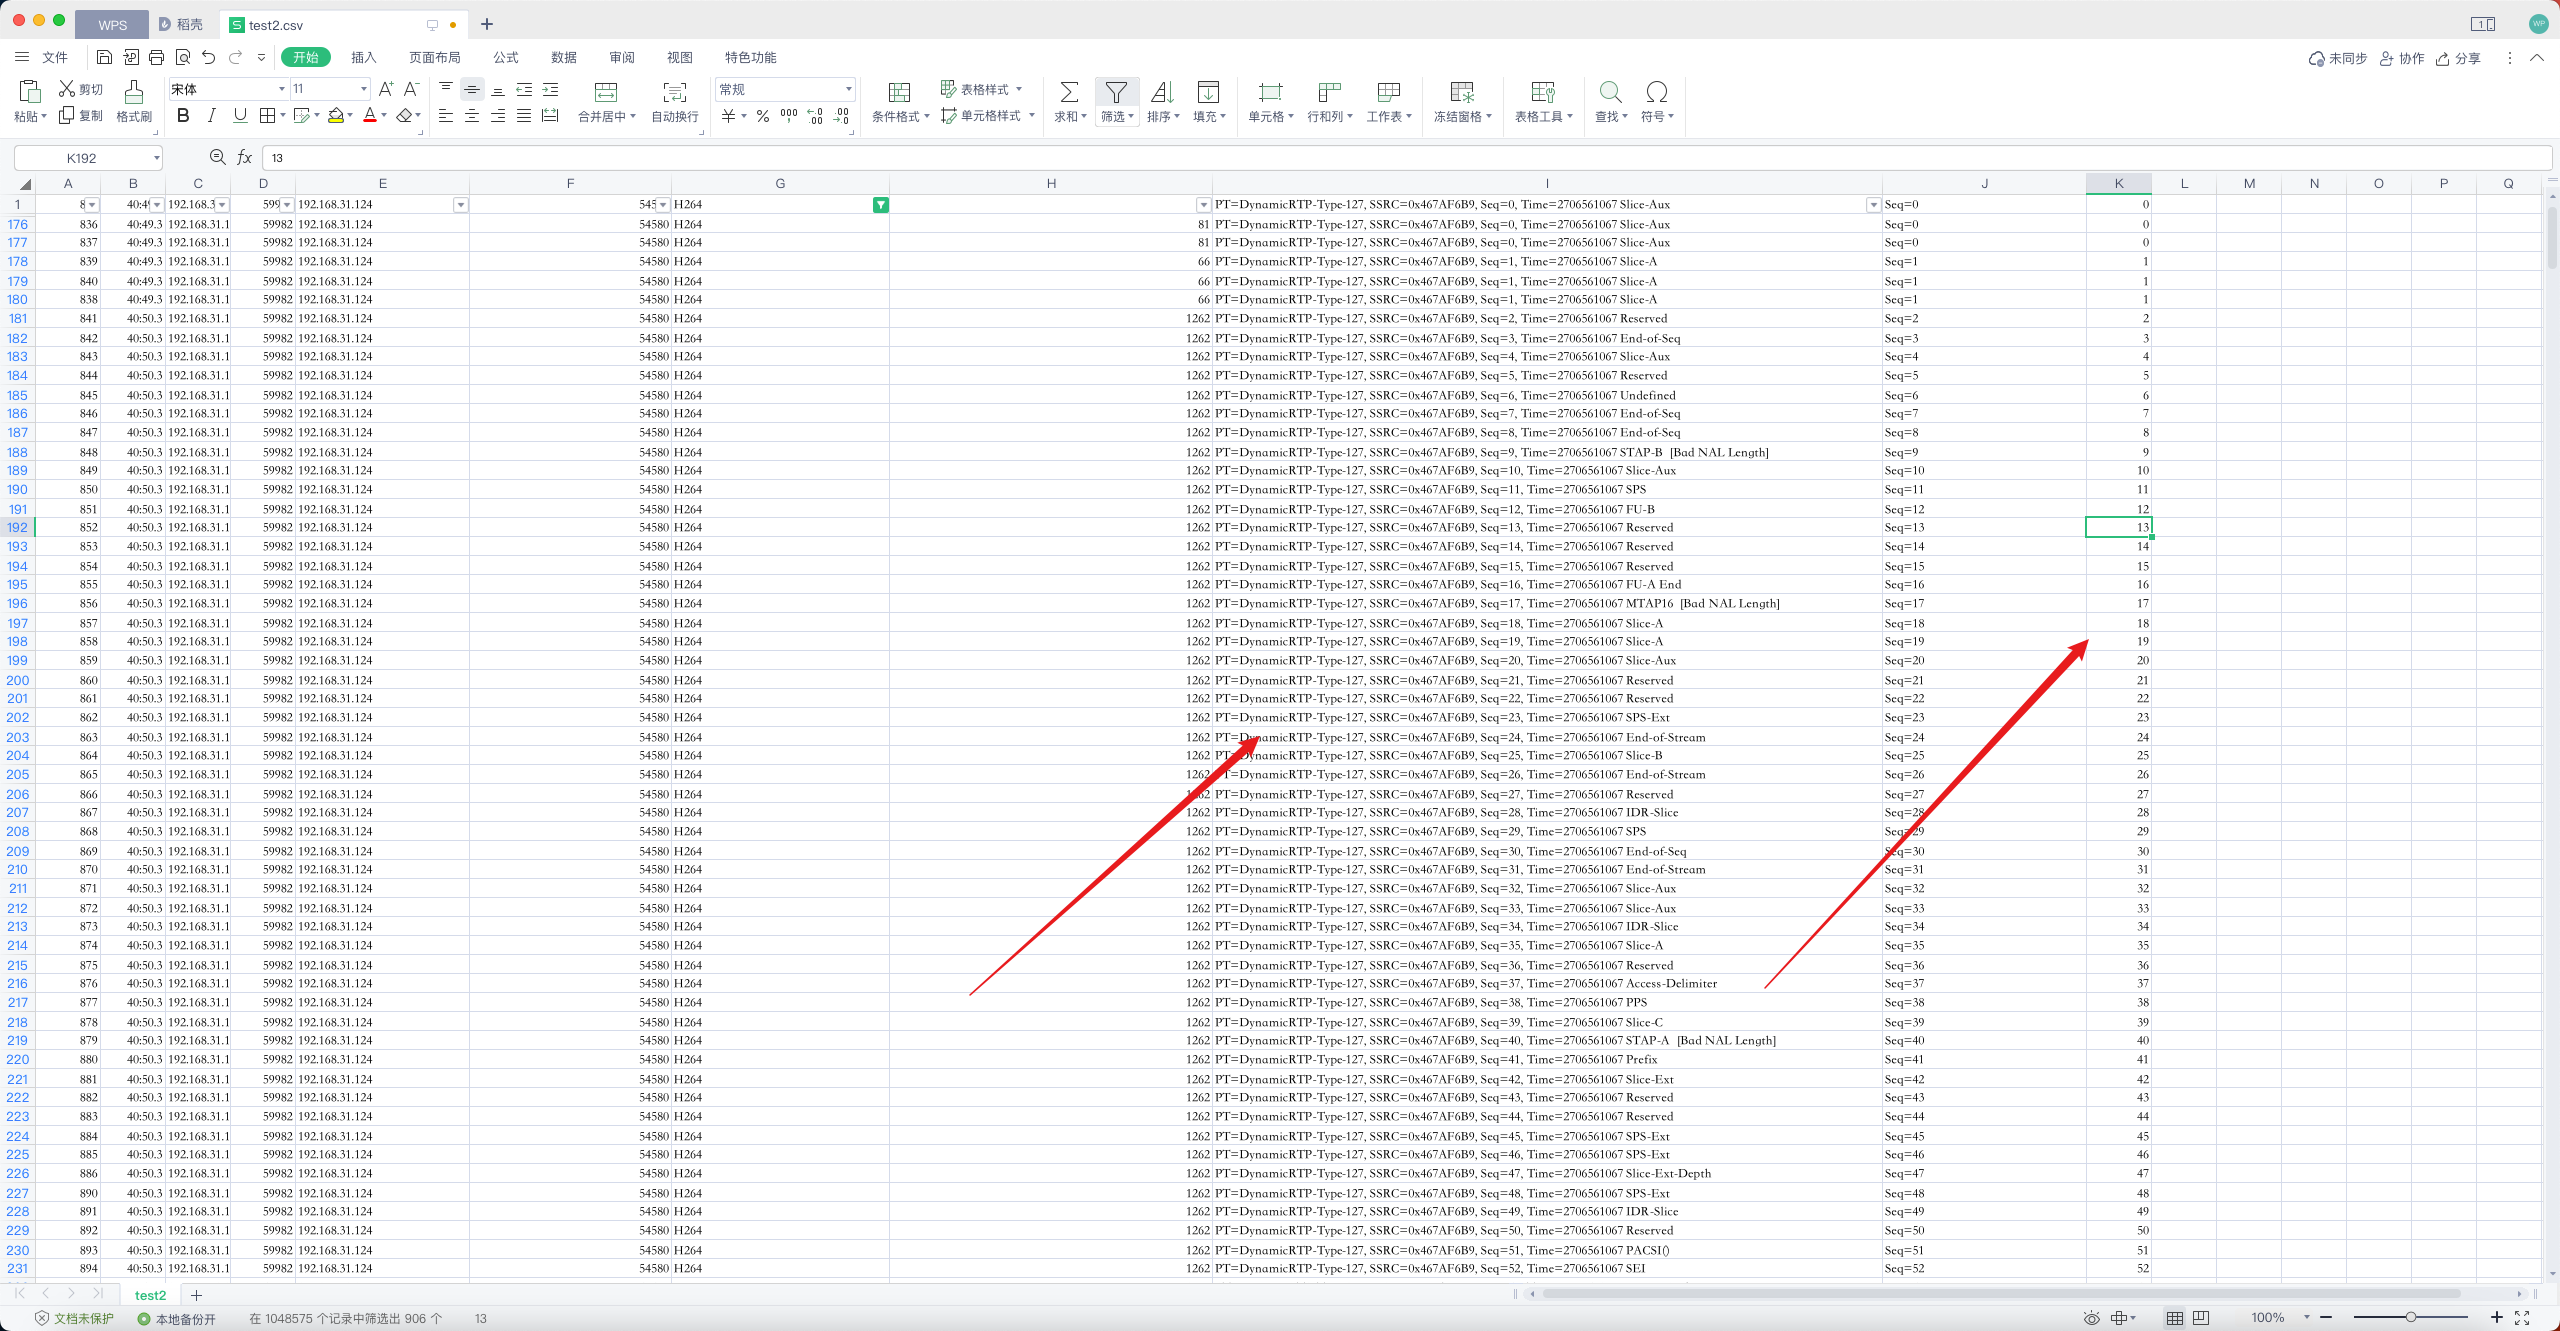 WPS 稻壳 test2.csv
文件 开始 插入 页面布局 公式 数据 审阅 视图 特色功能 未同步 协作 分享
剪切 宋体 11 常规 表格样式
粘贴 复制 格式刷 合并居中 自动换行 条件格式 单元格样式 求和 筛选 排序 填充 单元格 行和列 工作表 冻结窗格 表格工具 查找 符号
K192 fx 13
A B C D E F G H I J K L M N O P Q
1 192.168.31.124 H264 PT=DynamicRTP-Type-127, SSRC=0x467AF6B9, Seq=0, Time=2706561067 Slice-Aux Seq=0 0
176 836 40:49.3 192.168.31.1 59982 192.168.31.124 54580 H264 81 PT=DynamicRTP-Type-127, SSRC=0x467AF6B9, Seq=0, Time=2706561067 Slice-Aux Seq=0 0
177 837 40:49.3 192.168.31.1 59982 192.168.31.124 54580 H264 81 PT=DynamicRTP-Type-127, SSRC=0x467AF6B9, Seq=0, Time=2706561067 Slice-Aux Seq=0 0
178 839 40:49.3 192.168.31.1 59982 192.168.31.124 54580 H264 66 PT=DynamicRTP-Type-127, SSRC=0x467AF6B9, Seq=1, Time=2706561067 Slice-A Seq=1 1
179 840 40:49.3 192.168.31.1 59982 192.168.31.124 54580 H264 66 PT=DynamicRTP-Type-127, SSRC=0x467AF6B9, Seq=1, Time=2706561067 Slice-A Seq=1 1
180 838 40:49.3 192.168.31.1 59982 192.168.31.124 54580 H264 66 PT=DynamicRTP-Type-127, SSRC=0x467AF6B9, Seq=1, Time=2706561067 Slice-A Seq=1 1
181 841 40:50.3 192.168.31.1 59982 192.168.31.124 54580 H264 1262 PT=DynamicRTP-Type-127, SSRC=0x467AF6B9, Seq=2, Time=2706561067 Reserved Seq=2 2
182 842 40:50.3 192.168.31.1 59982 192.168.31.124 54580 H264 1262 PT=DynamicRTP-Type-127, SSRC=0x467AF6B9, Seq=3, Time=2706561067 End-of-Seq Seq=3 3
183 843 40:50.3 192.168.31.1 59982 192.168.31.124 54580 H264 1262 PT=DynamicRTP-Type-127, SSRC=0x467AF6B9, Seq=4, Time=2706561067 Slice-Aux Seq=4 4
184 844 40:50.3 192.168.31.1 59982 192.168.31.124 54580 H264 1262 PT=DynamicRTP-Type-127, SSRC=0x467AF6B9, Seq=5, Time=2706561067 Reserved Seq=5 5
185 845 40:50.3 192.168.31.1 59982 192.168.31.124 54580 H264 1262 PT=DynamicRTP-Type-127, SSRC=0x467AF6B9, Seq=6, Time=2706561067 Undefined Seq=6 6
186 846 40:50.3 192.168.31.1 59982 192.168.31.124 54580 H264 1262 PT=DynamicRTP-Type-127, SSRC=0x467AF6B9, Seq=7, Time=2706561067 End-of-Seq Seq=7 7
187 847 40:50.3 192.168.31.1 59982 192.168.31.124 54580 H264 1262 PT=DynamicRTP-Type-127, SSRC=0x467AF6B9, Seq=8, Time=2706561067 End-of-Seq Seq=8 8
188 848 40:50.3 192.168.31.1 59982 192.168.31.124 54580 H264 1262 PT=DynamicRTP-Type-127, SSRC=0x467AF6B9, Seq=9, Time=2706561067 STAP-B [Bad NAL Length] Seq=9 9
189 849 40:50.3 192.168.31.1 59982 192.168.31.124 54580 H264 1262 PT=DynamicRTP-Type-127, SSRC=0x467AF6B9, Seq=10, Time=2706561067 Slice-Aux Seq=10 10
190 850 40:50.3 192.168.31.1 59982 192.168.31.124 54580 H264 1262 PT=DynamicRTP-Type-127, SSRC=0x467AF6B9, Seq=11, Time=2706561067 SPS Seq=11 11
191 851 40:50.3 192.168.31.1 59982 192.168.31.124 54580 H264 1262 PT=DynamicRTP-Type-127, SSRC=0x467AF6B9, Seq=12, Time=2706561067 FU-B Seq=12 12
192 852 40:50.3 192.168.31.1 59982 192.168.31.124 54580 H264 1262 PT=DynamicRTP-Type-127, SSRC=0x467AF6B9, Seq=13, Time=2706561067 Reserved Seq=13 13
193 853 40:50.3 192.168.31.1 59982 192.168.31.124 54580 H264 1262 PT=DynamicRTP-Type-127, SSRC=0x467AF6B9, Seq=14, Time=2706561067 Reserved Seq=14 14
194 854 40:50.3 192.168.31.1 59982 192.168.31.124 54580 H264 1262 PT=DynamicRTP-Type-127, SSRC=0x467AF6B9, Seq=15, Time=2706561067 Reserved Seq=15 15
195 855 40:50.3 192.168.31.1 59982 192.168.31.124 54580 H264 1262 PT=DynamicRTP-Type-127, SSRC=0x467AF6B9, Seq=16, Time=2706561067 FU-A End Seq=16 16
196 856 40:50.3 192.168.31.1 59982 192.168.31.124 54580 H264 1262 PT=DynamicRTP-Type-127, SSRC=0x467AF6B9, Seq=17, Time=2706561067 MTAP16 [Bad NAL Length] Seq=17 17
197 857 40:50.3 192.168.31.1 59982 192.168.31.124 54580 H264 1262 PT=DynamicRTP-Type-127, SSRC=0x467AF6B9, Seq=18, Time=2706561067 Slice-A Seq=18 18
198 858 40:50.3 192.168.31.1 59982 192.168.31.124 54580 H264 1262 PT=DynamicRTP-Type-127, SSRC=0x467AF6B9, Seq=19, Time=2706561067 Slice-A Seq=19 19
199 859 40:50.3 192.168.31.1 59982 192.168.31.124 54580 H264 1262 PT=DynamicRTP-Type-127, SSRC=0x467AF6B9, Seq=20, Time=2706561067 Slice-Aux Seq=20 20
200 860 40:50.3 192.168.31.1 59982 192.168.31.124 54580 H264 1262 PT=DynamicRTP-Type-127, SSRC=0x467AF6B9, Seq=21, Time=2706561067 Reserved Seq=21 21
201 861 40:50.3 192.168.31.1 59982 192.168.31.124 54580 H264 1262 PT=DynamicRTP-Type-127, SSRC=0x467AF6B9, Seq=22, Time=2706561067 Reserved Seq=22 22
202 862 40:50.3 192.168.31.1 59982 192.168.31.124 54580 H264 1262 PT=DynamicRTP-Type-127, SSRC=0x467AF6B9, Seq=23, Time=2706561067 SPS-Ext Seq=23 23
203 863 40:50.3 192.168.31.1 59982 192.168.31.124 54580 H264 1262 PT=DynamicRTP-Type-127, SSRC=0x467AF6B9, Seq=24, Time=2706561067 End-of-Stream Seq=24 24
204 864 40:50.3 192.168.31.1 59982 192.168.31.124 54580 H264 1262 PT=DynamicRTP-Type-127, SSRC=0x467AF6B9, Seq=25, Time=2706561067 Slice-B Seq=25 25
205 865 40:50.3 192.168.31.1 59982 192.168.31.124 54580 H264 1262 PT=DynamicRTP-Type-127, SSRC=0x467AF6B9, Seq=26, Time=2706561067 End-of-Stream Seq=26 26
206 866 40:50.3 192.168.31.1 59982 192.168.31.124 54580 H264 1262 PT=DynamicRTP-Type-127, SSRC=0x467AF6B9, Seq=27, Time=2706561067 Reserved Seq=27 27
207 867 40:50.3 192.168.31.1 59982 192.168.31.124 54580 H264 1262 PT=DynamicRTP-Type-127, SSRC=0x467AF6B9, Seq=28, Time=2706561067 IDR-Slice Seq=28 28
208 868 40:50.3 192.168.31.1 59982 192.168.31.124 54580 H264 1262 PT=DynamicRTP-Type-127, SSRC=0x467AF6B9, Seq=29, Time=2706561067 SPS Seq=29 29
209 869 40:50.3 192.168.31.1 59982 192.168.31.124 54580 H264 1262 PT=DynamicRTP-Type-127, SSRC=0x467AF6B9, Seq=30, Time=2706561067 End-of-Seq Seq=30 30
210 870 40:50.3 192.168.31.1 59982 192.168.31.124 54580 H264 1262 PT=DynamicRTP-Type-127, SSRC=0x467AF6B9, Seq=31, Time=2706561067 End-of-Stream Seq=31 31
211 871 40:50.3 192.168.31.1 59982 192.168.31.124 54580 H264 1262 PT=DynamicRTP-Type-127, SSRC=0x467AF6B9, Seq=32, Time=2706561067 Slice-Aux Seq=32 32
212 872 40:50.3 192.168.31.1 59982 192.168.31.124 54580 H264 1262 PT=DynamicRTP-Type-127, SSRC=0x467AF6B9, Seq=33, Time=2706561067 Slice-Aux Seq=33 33
213 873 40:50.3 192.168.31.1 59982 192.168.31.124 54580 H264 1262 PT=DynamicRTP-Type-127, SSRC=0x467AF6B9, Seq=34, Time=2706561067 IDR-Slice Seq=34 34
214 874 40:50.3 192.168.31.1 59982 192.168.31.124 54580 H264 1262 PT=DynamicRTP-Type-127, SSRC=0x467AF6B9, Seq=35, Time=2706561067 Slice-A Seq=35 35
215 875 40:50.3 192.168.31.1 59982 192.168.31.124 54580 H264 1262 PT=DynamicRTP-Type-127, SSRC=0x467AF6B9, Seq=36, Time=2706561067 Reserved Seq=36 36
216 876 40:50.3 192.168.31.1 59982 192.168.31.124 54580 H264 1262 PT=DynamicRTP-Type-127, SSRC=0x467AF6B9, Seq=37, Time=2706561067 Access-Delimiter Seq=37 37
217 877 40:50.3 192.168.31.1 59982 192.168.31.124 54580 H264 1262 PT=DynamicRTP-Type-127, SSRC=0x467AF6B9, Seq=38, Time=2706561067 PPS Seq=38 38
218 878 40:50.3 192.168.31.1 59982 192.168.31.124 54580 H264 1262 PT=DynamicRTP-Type-127, SSRC=0x467AF6B9, Seq=39, Time=2706561067 Slice-C Seq=39 39
219 879 40:50.3 192.168.31.1 59982 192.168.31.124 54580 H264 1262 PT=DynamicRTP-Type-127, SSRC=0x467AF6B9, Seq=40, Time=2706561067 STAP-A [Bad NAL Length] Seq=40 40
220 880 40:50.3 192.168.31.1 59982 192.168.31.124 54580 H264 1262 PT=DynamicRTP-Type-127, SSRC=0x467AF6B9, Seq=41, Time=2706561067 Prefix Seq=41 41
221 881 40:50.3 192.168.31.1 59982 192.168.31.124 54580 H264 1262 PT=DynamicRTP-Type-127, SSRC=0x467AF6B9, Seq=42, Time=2706561067 Slice-Ext Seq=42 42
222 882 40:50.3 192.168.31.1 59982 192.168.31.124 54580 H264 1262 PT=DynamicRTP-Type-127, SSRC=0x467AF6B9, Seq=43, Time=2706561067 Reserved Seq=43 43
223 883 40:50.3 192.168.31.1 59982 192.168.31.124 54580 H264 1262 PT=DynamicRTP-Type-127, SSRC=0x467AF6B9, Seq=44, Time=2706561067 Reserved Seq=44 44
224 884 40:50.3 192.168.31.1 59982 192.168.31.124 54580 H264 1262 PT=DynamicRTP-Type-127, SSRC=0x467AF6B9, Seq=45, Time=2706561067 SPS-Ext Seq=45 45
225 885 40:50.3 192.168.31.1 59982 192.168.31.124 54580 H264 1262 PT=DynamicRTP-Type-127, SSRC=0x467AF6B9, Seq=46, Time=2706561067 SPS-Ext Seq=46 46
226 886 40:50.3 192.168.31.1 59982 192.168.31.124 54580 H264 1262 PT=DynamicRTP-Type-127, SSRC=0x467AF6B9, Seq=47, Time=2706561067 Slice-Ext-Depth Seq=47 47
227 890 40:50.3 192.168.31.1 59982 192.168.31.124 54580 H264 1262 PT=DynamicRTP-Type-127, SSRC=0x467AF6B9, Seq=48, Time=2706561067 SPS-Ext Seq=48 48
228 891 40:50.3 192.168.31.1 59982 192.168.31.124 54580 H264 1262 PT=DynamicRTP-Type-127, SSRC=0x467AF6B9, Seq=49, Time=2706561067 IDR-Slice Seq=49 49
229 892 40:50.3 192.168.31.1 59982 192.168.31.124 54580 H264 1262 PT=DynamicRTP-Type-127, SSRC=0x467AF6B9, Seq=50, Time=2706561067 Reserved Seq=50 50
230 893 40:50.3 192.168.31.1 59982 192.168.31.124 54580 H264 1262 PT=DynamicRTP-Type-127, SSRC=0x467AF6B9, Seq=51, Time=2706561067 PACSI() Seq=51 51
231 894 40:50.3 192.168.31.1 59982 192.168.31.124 54580 H264 1262 PT=DynamicRTP-Type-127, SSRC=0x467AF6B9, Seq=52, Time=2706561067 SEI Seq=52 52
test2
文档未保护 本地备份开 在 1048575 个记录中筛选出 906 个 13 100%